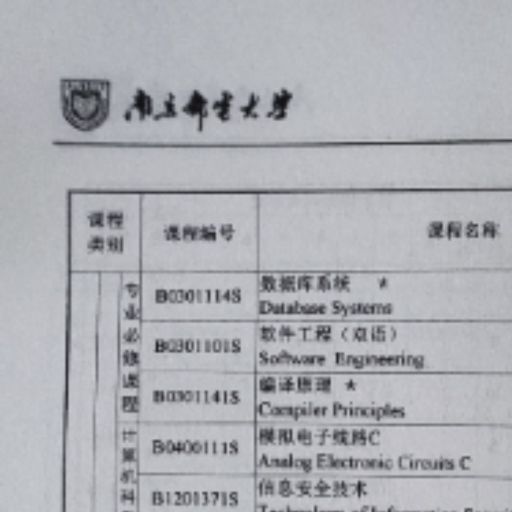 南京邮电大学
课程
类别
课程编号
课程名称
专业必修课程
B0301114S
数据库系统 *
Database Systems
B0301101S
软件工程（双语）
Software Engineering
B0301141S
编译原理 *
Compiler Principles
计算机科
B0400111S
模拟电子线路C
Analog Electronic Circuits C
B1201371S
信息安全技术